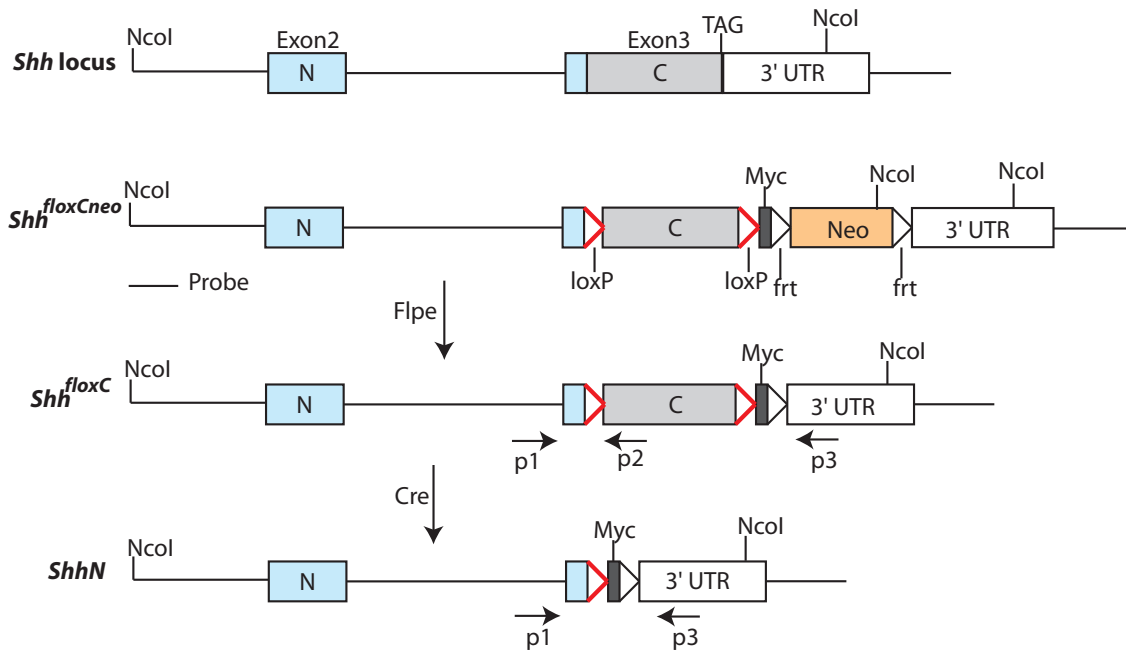 NcoI Exon2 Exon3 TAG NcoI
Shh locus N C 3' UTR
NcoI Myc NcoI NcoI
Shh floxCneo N C Neo 3' UTR
loxP loxP frt frt
Probe
Flpe
NcoI Myc NcoI
Shh floxC N C 3' UTR
p1 p2 p3
Cre
NcoI Myc NcoI
ShhN N 3' UTR
p1 p3